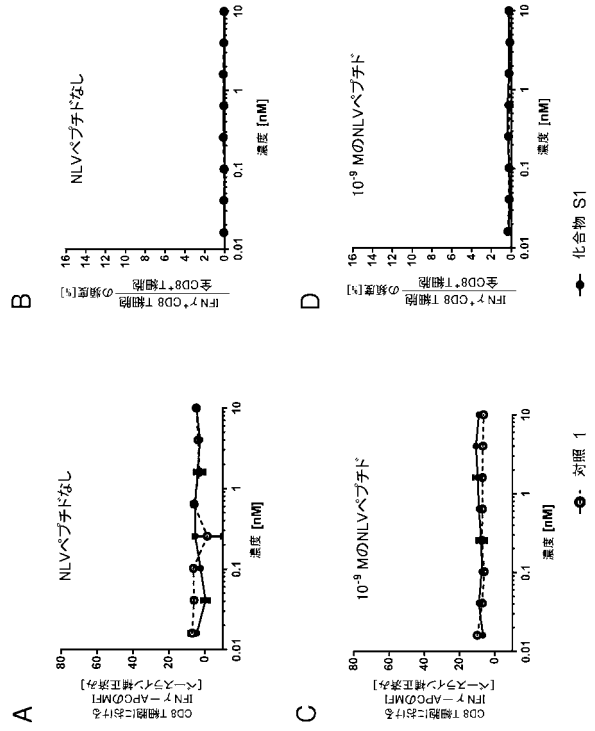 A
NLVペプチドなし
CD8 T細胞における
IFNγ−APCのMFI
[ベースライン補正済み]
80
60
40
20
0
0.01 0.1 1 10
濃度 [nM]
B
NLVペプチドなし
IFNγ⁺CD8 T細胞
全CD8⁺T細胞
の頻度[%]
16
14
12
10
8
6
4
2
0
0.01 0.1 1 10
濃度 [nM]
C
10⁻⁹ MのNLVペプチド
CD8 T細胞における
IFNγ−APCのMFI
[ベースライン補正済み]
80
60
40
20
0
0.01 0.1 1 10
濃度 [nM]
D
10⁻⁹ MのNLVペプチド
IFNγ⁺CD8 T細胞
全CD8⁺T細胞
の頻度[%]
16
14
12
10
8
6
4
2
0
0.01 0.1 1 10
濃度 [nM]
対照 1
化合物 S1